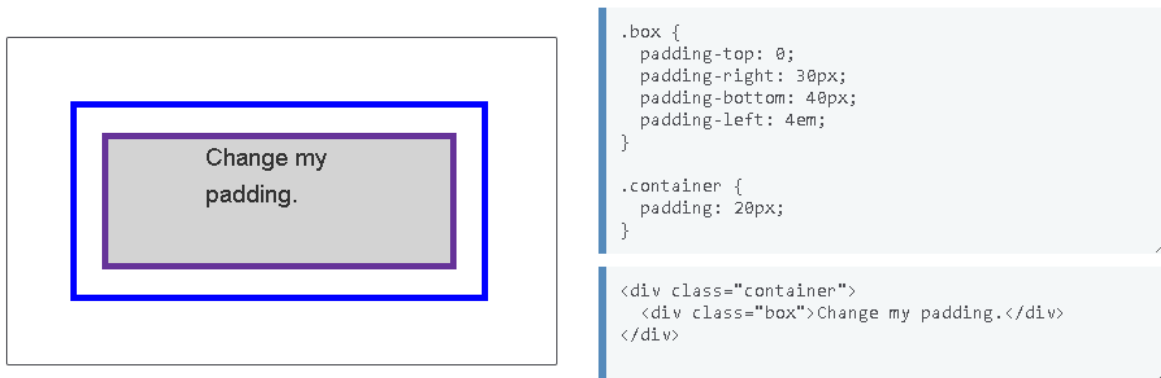 Change my
padding.
.box {
  padding-top: 0;
  padding-right: 30px;
  padding-bottom: 40px;
  padding-left: 4em;
}
.container {
  padding: 20px;
}
<div class="container">
  <div class="box">Change my padding.</div>
</div>